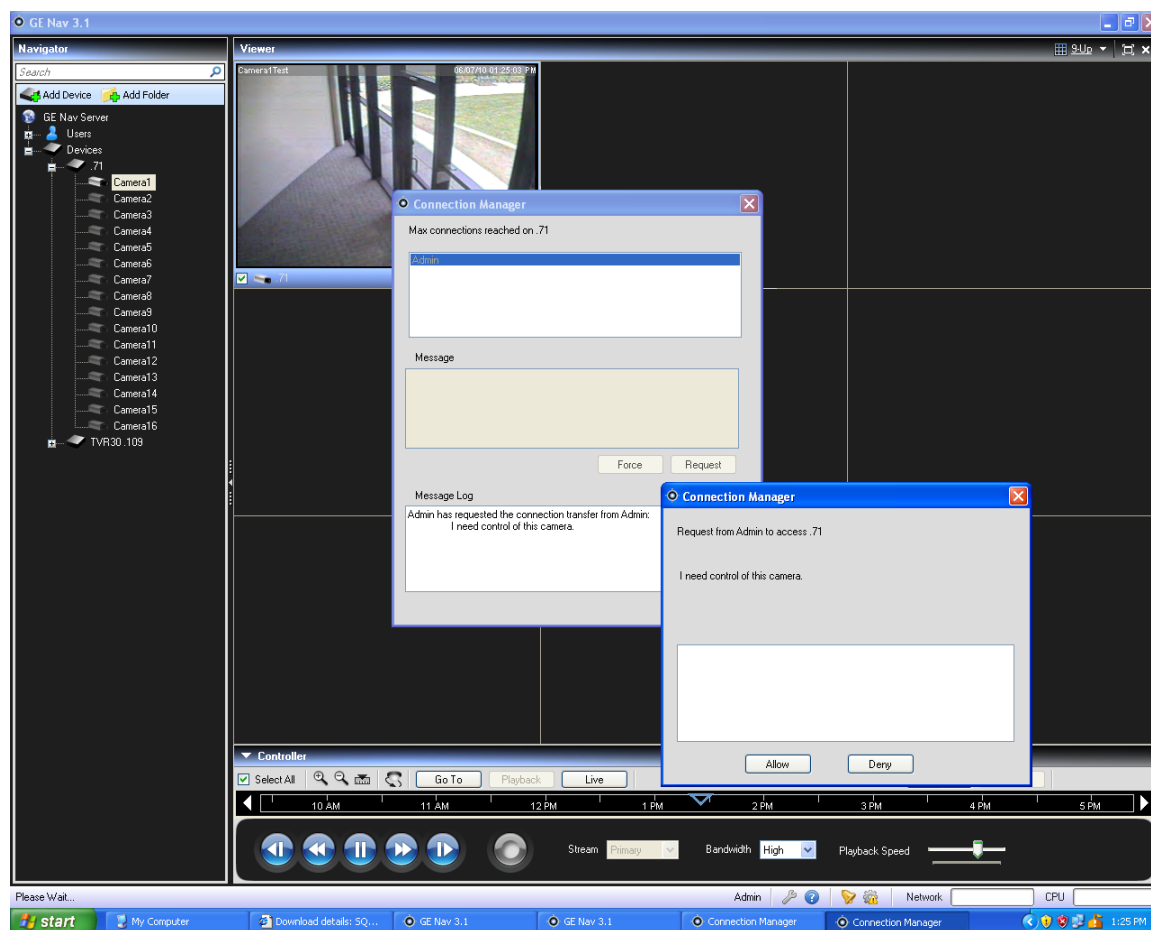 GE Nav 3.1
Navigator
Search
Add Device
Add Folder
GE Nav Server
Users
Devices
.71
Camera1
Camera2
Camera3
Camera4
Camera5
Camera6
Camera7
Camera8
Camera9
Camera10
Camera11
Camera12
Camera13
Camera14
Camera15
Camera16
TVR30 .109
Viewer
9-Up
Camera1Test
06/07/10 01:25:03 PM
.71
Connection Manager
Max connections reached on .71
Admin
Message
Force
Request
Message Log
Admin has requested the connection transfer from Admin:
I need control of this camera.
Connection Manager
Request from Admin to access .71
I need control of this camera.
Allow
Deny
Controller
Select All
Go To
Playback
Live
10 AM
11 AM
12 PM
1 PM
2 PM
3 PM
4 PM
5 PM
Stream
Primary
Bandwidth
High
Playback Speed
Please Wait...
Admin
Network
CPU
start
My Computer
Download details: SQ...
GE Nav 3.1
GE Nav 3.1
Connection Manager
Connection Manager
1:25 PM